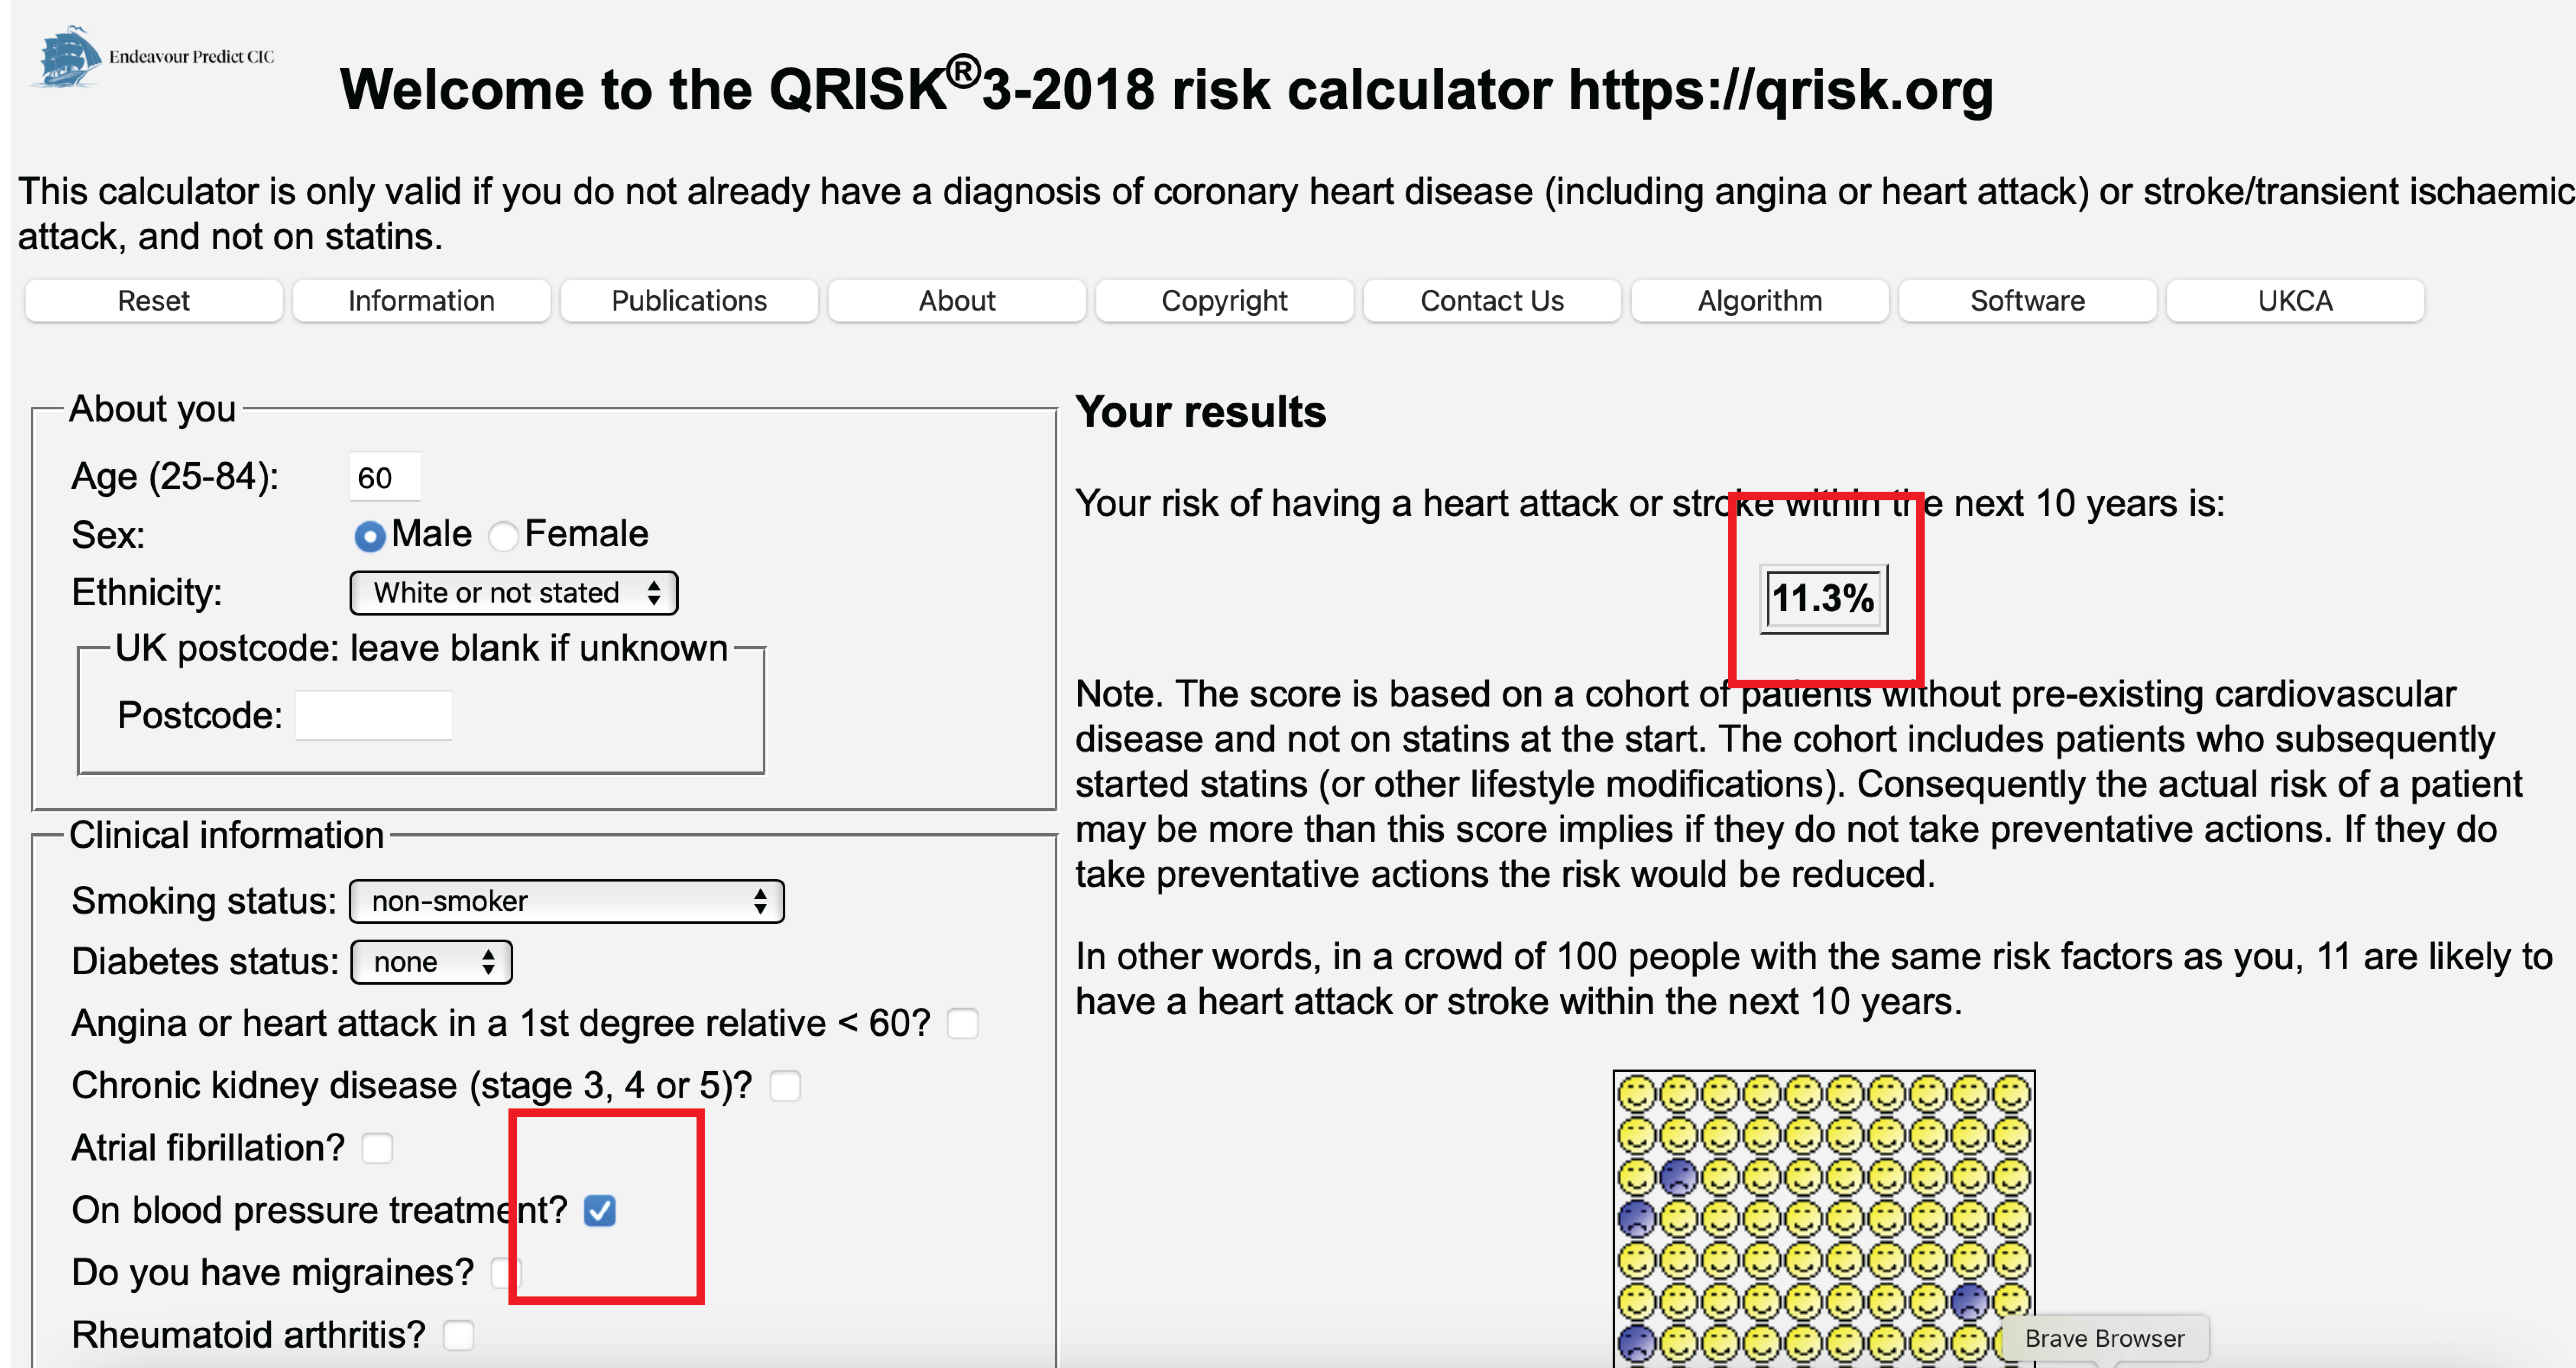 Endeavour Predict CIC
Welcome to the QRISK®3-2018 risk calculator https://qrisk.org
This calculator is only valid if you do not already have a diagnosis of coronary heart disease (including angina or heart attack) or stroke/transient ischaemic
attack, and not on statins.
Reset Information Publications About Copyright Contact Us Algorithm Software UKCA
About you
Age (25-84): 60
Sex: Male Female
Ethnicity: White or not stated
UK postcode: leave blank if unknown
Postcode:
Clinical information
Smoking status: non-smoker
Diabetes status: none
Angina or heart attack in a 1st degree relative < 60?
Chronic kidney disease (stage 3, 4 or 5)?
Atrial fibrillation?
On blood pressure treatment?
Do you have migraines?
Rheumatoid arthritis?
Your results
Your risk of having a heart attack or stroke within the next 10 years is:
11.3%
Note. The score is based on a cohort of patients without pre-existing cardiovascular
disease and not on statins at the start. The cohort includes patients who subsequently
started statins (or other lifestyle modifications). Consequently the actual risk of a patient
may be more than this score implies if they do not take preventative actions. If they do
take preventative actions the risk would be reduced.
In other words, in a crowd of 100 people with the same risk factors as you, 11 are likely to
have a heart attack or stroke within the next 10 years.
Brave Browser